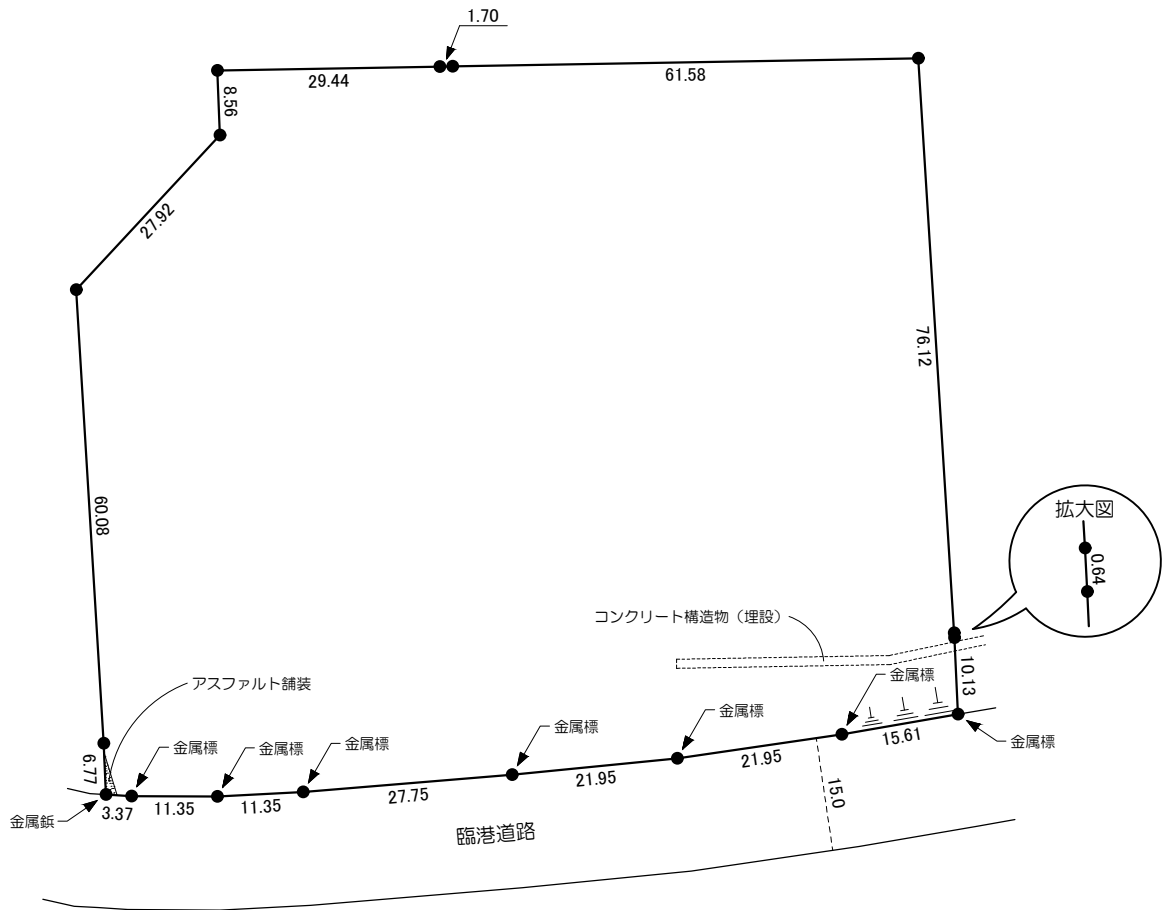 1.70
29.44
61.58
8.56
27.92
76.12
60.08
拡大図
0.64
コンクリート構造物（埋設）
10.13
金属標
アスファルト舗装
金属標
金属標
金属標
金属標
金属標
金属標
6.77
15.61
21.95
21.95
27.75
15.0
金属鋲
3.37
11.35
11.35
臨港道路